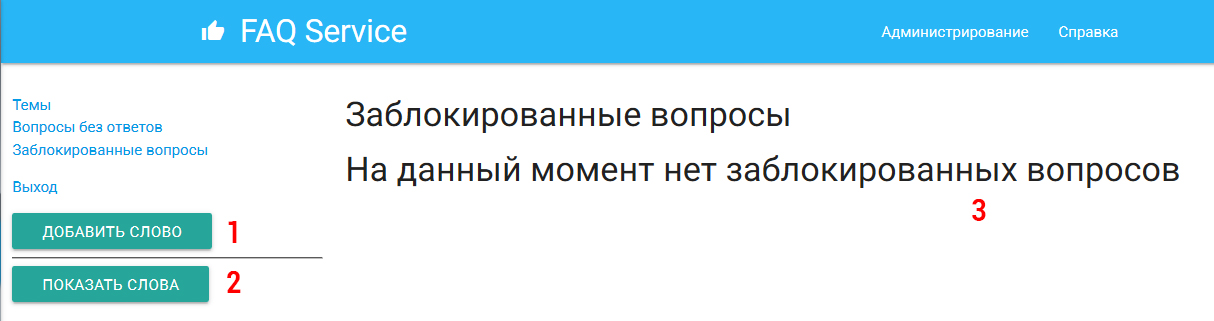 FAQ Service
Администрирование Справка
Темы
Вопросы без ответов
Заблокированные вопросы
Выход
ДОБАВИТЬ СЛОВО 1
ПОКАЗАТЬ СЛОВА 2
Заблокированные вопросы
На данный момент нет заблокированных вопросов
3